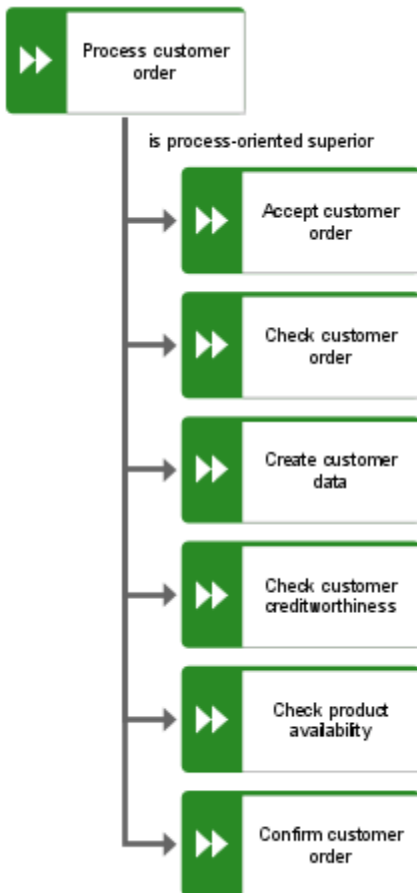 Process customer
order
is process-oriented superior
Accept customer
order
Check customer
order
Create customer
data
Check customer
creditworthiness
Check product
availability
Confirm customer
order